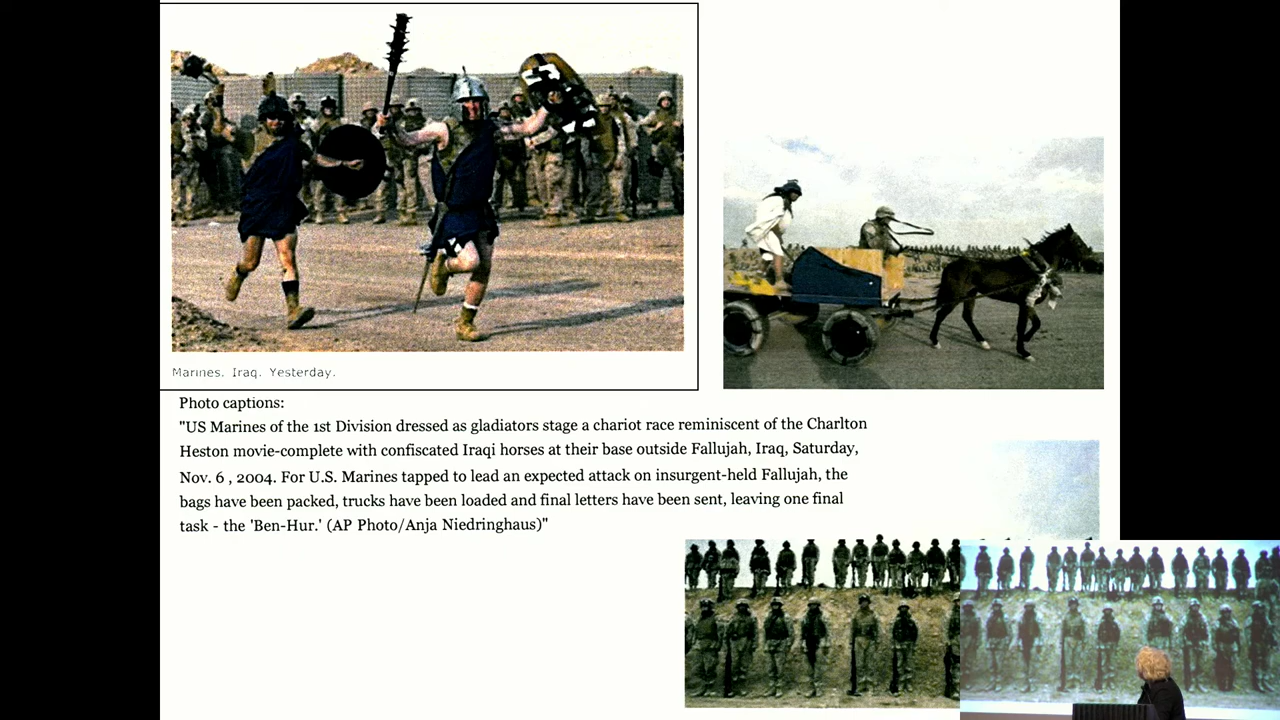 Marines. Iraq. Yesterday.
Photo captions:
"US Marines of the 1st Division dressed as gladiators stage a chariot race reminiscent of the Charlton
Heston movie-complete with confiscated Iraqi horses at their base outside Fallujah, Iraq, Saturday,
Nov. 6 , 2004. For U.S. Marines tapped to lead an expected attack on insurgent-held Fallujah, the
bags have been packed, trucks have been loaded and final letters have been sent, leaving one final
task - the 'Ben-Hur.' (AP Photo/Anja Niedringhaus)"